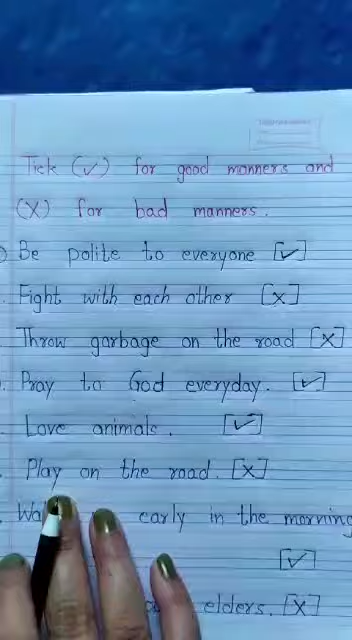 Tick (✓) for good manners and
(X) for bad manners.
Be polite to everyone [✓]
Fight with each other [X]
Throw garbage on the road [X]
Pray to God everyday. [✓]
Love animals. [✓]
Play on the road. [X]
early in the morning
[✓]
elders. [X]